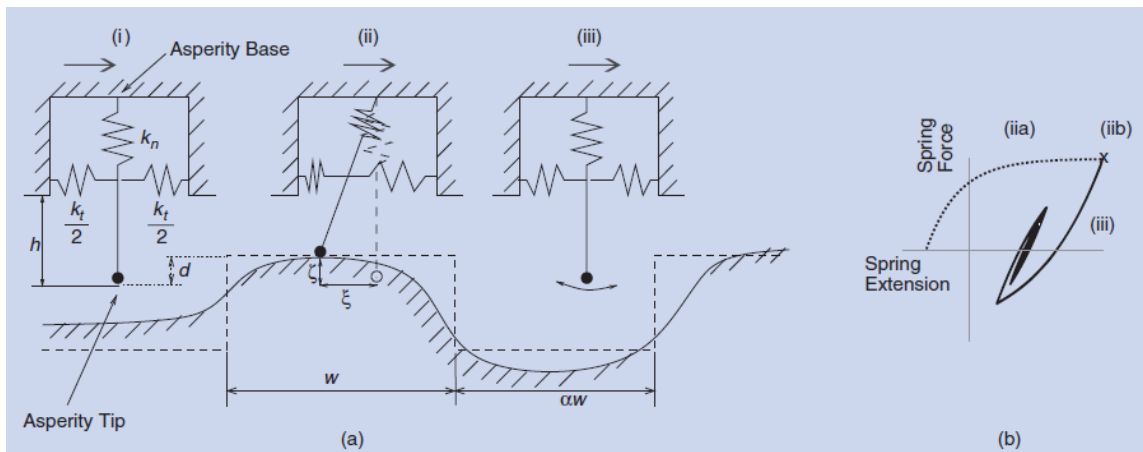 (i)
(ii)
(iii)
Asperity Base
k_n
k_t/2
k_t/2
h
d
ζ
ξ
w
αw
Asperity Tip
(a)
Spring
Force
(iia)
(iib)
x
(iii)
Spring
Extension
(b)